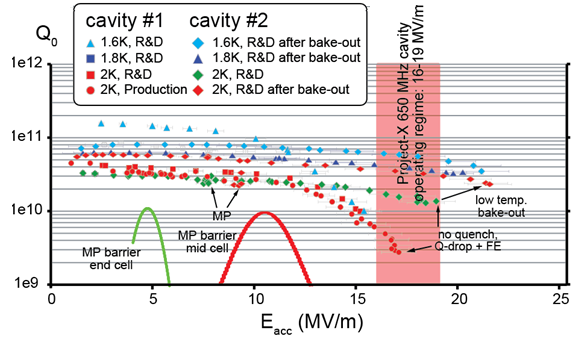 cavity #1 cavity #2
1.6K, R&D 1.6K, R&D after bake-out
1.8K, R&D 1.8K, R&D after bake-out
2K, R&D 2K, R&D
2K, Production 2K, R&D after bake-out
Q0
1e12
1e11
1e10
1e9
Project-X 650 MHz cavity
operating regime: 16-19 MV/m
MP
MP barrier
end cell
MP barrier
mid cell
low temp.
bake-out
no quench,
Q-drop + FE
0 5 10 15 20 25
Eacc (MV/m)